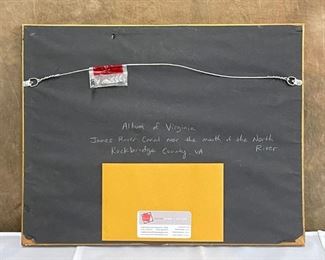 Album of Virginia
James River Canal near the mouth of the North
River
Rockbridge County, VA